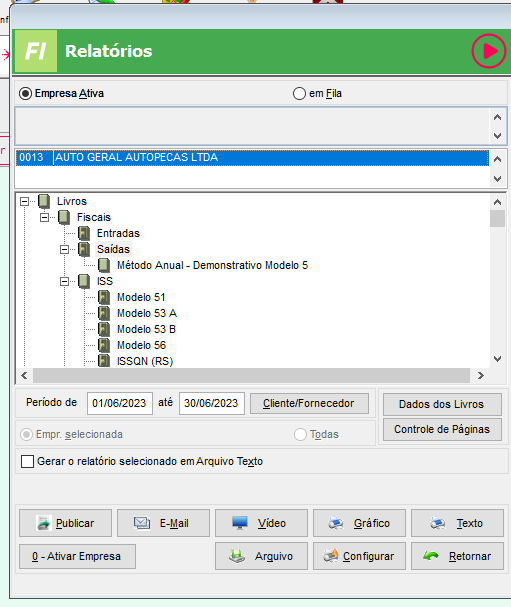 nf
FI Relatórios
Empresa Ativa em Fila
0013 AUTO GERAL AUTOPECAS LTDA
Livros
Fiscais
Entradas
Saídas
Método Anual - Demonstrativo Modelo 5
ISS
Modelo 51
Modelo 53 A
Modelo 53 B
Modelo 56
ISSQN (RS)
r
Período de 01/06/2023 até 30/06/2023 Cliente/Fornecedor Dados dos Livros
Empr. selecionada Todas Controle de Páginas
Gerar o relatório selecionado em Arquivo Texto
Publicar E-Mail Vídeo Gráfico Texto
0 - Ativar Empresa Arquivo Configurar Retornar